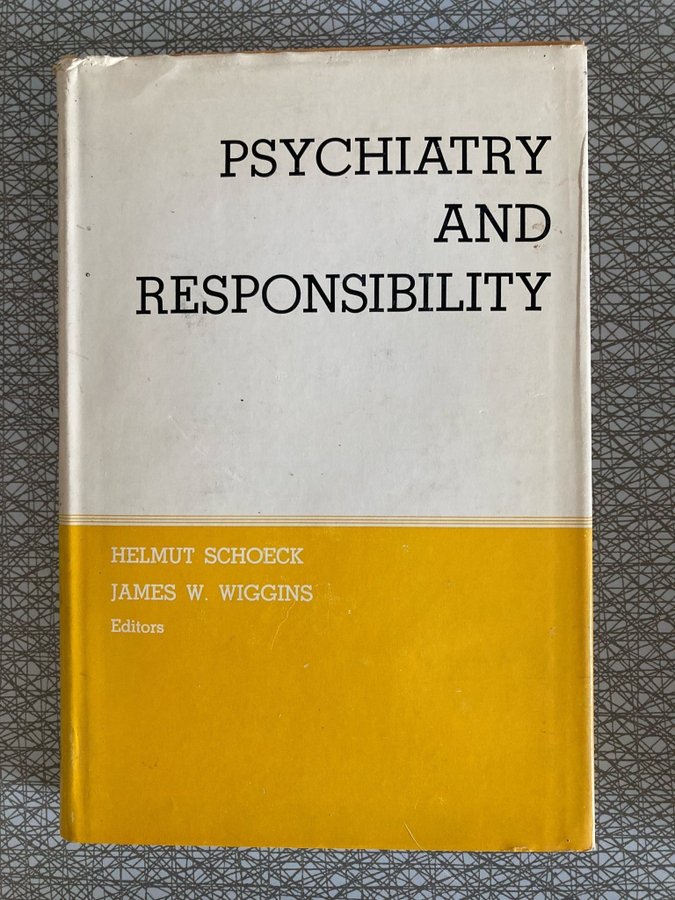 PSYCHIATRY
AND
RESPONSIBILITY
HELMUT SCHOECK
JAMES W. WIGGINS
Editors